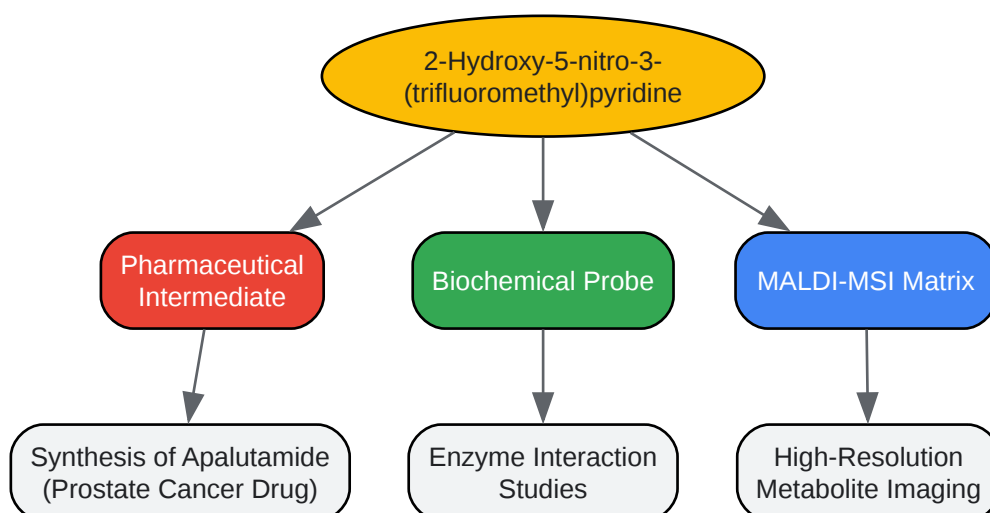 2-Hydroxy-5-nitro-3-
(trifluoromethyl)pyridine
Pharmaceutical
Intermediate
Biochemical Probe
MALDI-MSI Matrix
Synthesis of Apalutamide
(Prostate Cancer Drug)
Enzyme Interaction
Studies
High-Resolution
Metabolite Imaging